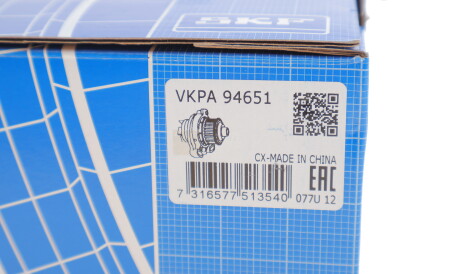 SKF
VKPA 94651
CX-MADE IN CHINA
EAC
7 316577 513540
077U 12